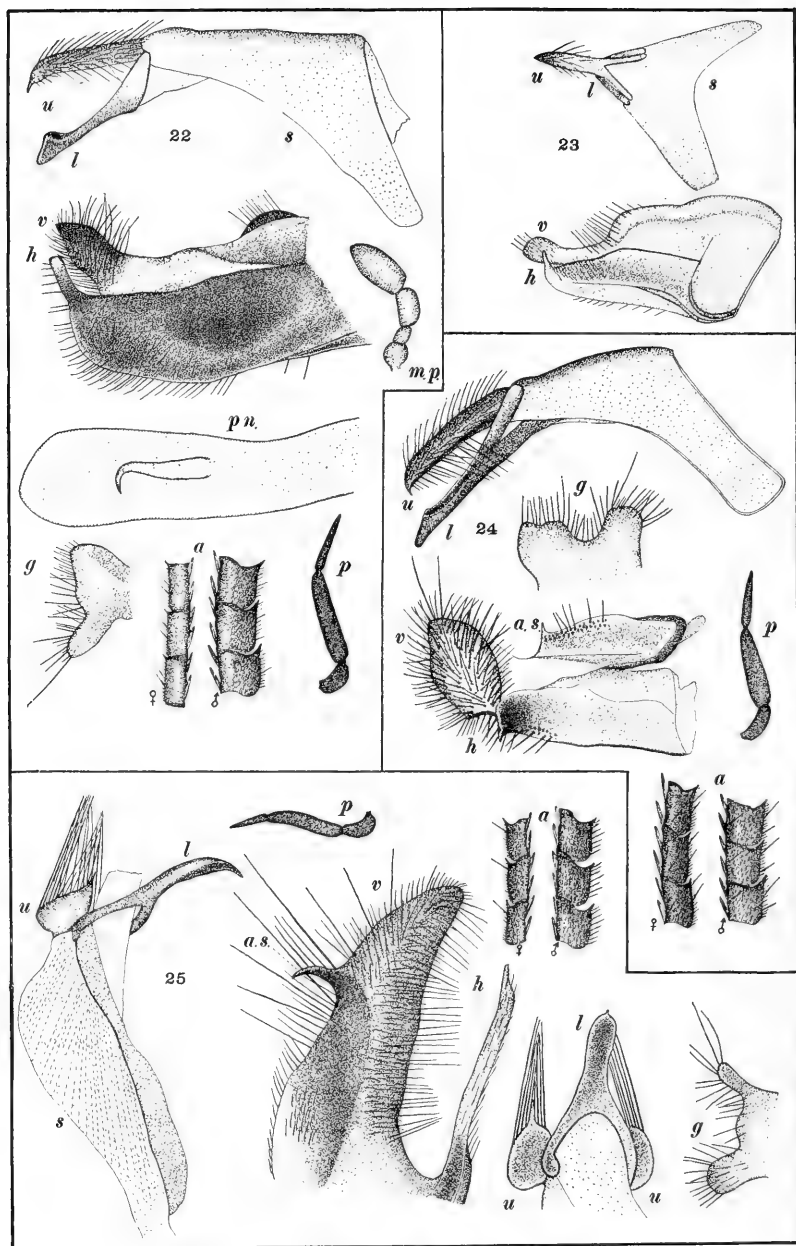 u
l
22
s
u
l
s
23
v
h
m.p.
v
h
p n.
g
a
p
♀
♂
u
l
24
g
v
a, s.
h
p
a
♀
♂
p
u
l
v
a. s.
25
h
a
♀
♂
s
l
u
u
g